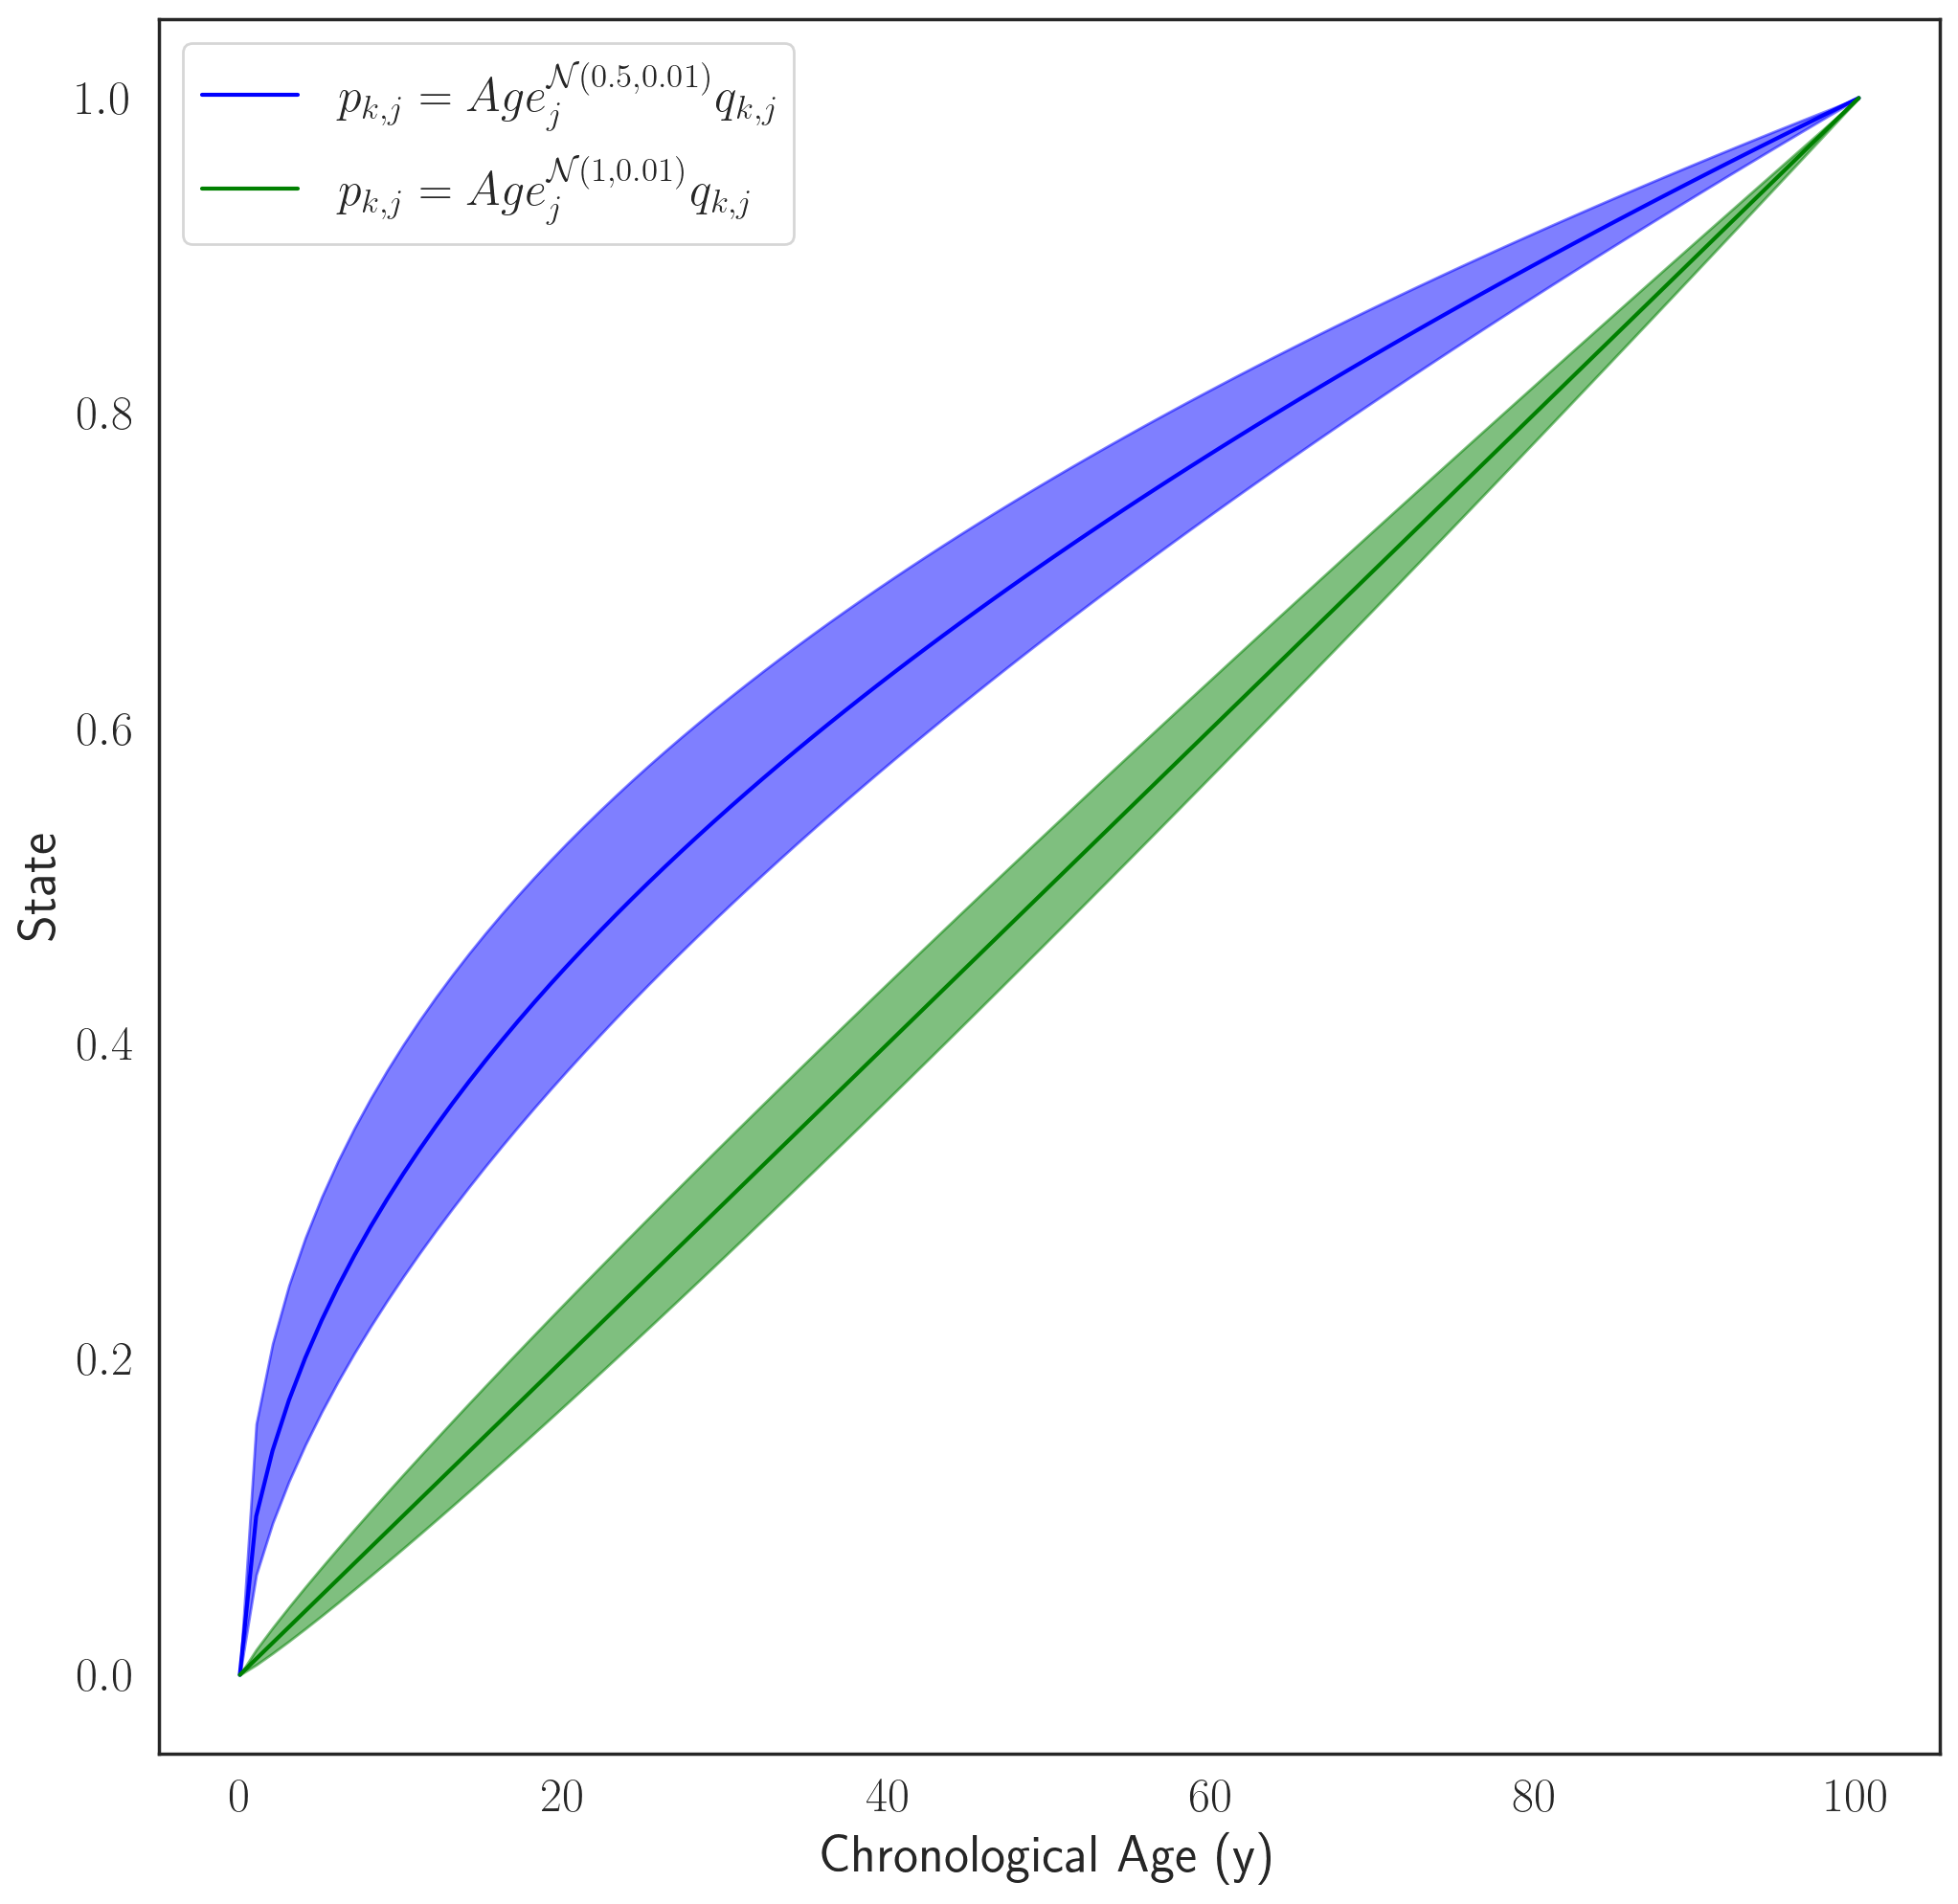 1.0
0.8
0.6
0.4
0.2
0.0
State
p_{k,j} = Age_j^{𝒩(0.5,0.01)} q_{k,j}
p_{k,j} = Age_j^{𝒩(1,0.01)} q_{k,j}
0 20 40 60 80 100
Chronological Age (y)